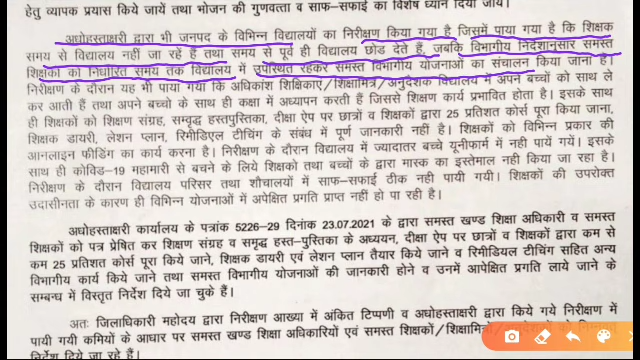 हेतु व्यापक प्रयास किये जायें तथा भोजन की गुणवत्ता व साफ-सफाई का विशेष ध्यान दिया जाये।
अधोहस्ताक्षरी द्वारा भी जनपद के विभिन्न विद्यालयों का निरीक्षण किया गया है जिसमें पाया गया है कि शिक्षक
समय से विद्यालय नहीं जा रहें हैं तथा समय से पूर्व ही विद्यालय छोड देते हैं, जबकि विभागीय निर्देशानुसार समस्त
शिक्षको को निर्धारित समय तक विद्यालय में उपस्थित रहकर समस्त विभागीय योजनाओं का संचालन किया जाना है।
निरीक्षण के दौरान यह भी पाया गया कि अधिकांश शिक्षिकाएं/शिक्षामित्र/अनुदेशक विद्यालय में अपने बच्चों को साथ ले
कर आती हैं तथा अपने बच्चो के साथ ही कक्षा में अध्यापन करती हैं जिससे शिक्षण कार्य प्रभावित होता है। इसके साथ
ही शिक्षकों को शिक्षण संग्रह, सम्वृद्ध हस्तपुस्तिका, दीक्षा ऐप पर छात्रों व शिक्षकों द्वारा 25 प्रतिशत कोर्स पूरा किया जाना,
शिक्षक डायरी, लेशन प्लान, रिमीडिएल टीचिंग के संबंध में पूर्ण जानकारी नहीं है। शिक्षकों को विभिन्न प्रकार की
आनलाइन फीडिंग का कार्य करना है। निरीक्षण के दौरान विद्यालय में ज्यादातर बच्चे यूनीफार्म में नही पायें गयें। इसके
साथ ही कोविड-19 महामारी से बचने के लिये शिक्षको तथा बच्चों के द्वारा मास्क का इस्तेमाल नही किया जा रहा है।
निरीक्षण के दौरान विद्यालय परिसर तथा शौचालयों में साफ-सफाई ठीक नही पायी गयी। शिक्षकों की उपरोक्त
उदासीनता के कारण ही विभिन्न योजनाओं में अपेक्षित प्रगति प्राप्त नहीं हो पा रही है।
अधोहस्ताक्षरी कार्यालय के पत्रांक 5226-29 दिनांक 23.07.2021 के द्वारा समस्त खण्ड शिक्षा अधिकारी व समस्त
शिक्षकों को पत्र प्रेषित कर शिक्षण संग्रह व समृद्ध हस्त-पुस्तिका के अध्ययन, दीक्षा ऐप पर छात्रों व शिक्षकों द्वारा कम से
कम 25 प्रतिशत कोर्स पूरा किये जाने, शिक्षक डायरी एवं लेशन प्लान तैयार किये जाने व रिमीडियल टीचिंग सहित अन्य
विभागीय कार्य किये जाने तथा समस्त विभागीय योजनाओं की जानकारी होने व उनमें आपेक्षित प्रगति लाये जाने के
सम्बन्ध में विस्तृत निर्देश दिये जा चुके हैं।
अतः जिलाधिकारी महोदय द्वारा निरीक्षण आख्या में अंकित टिप्पणी व अधोहस्ताक्षरी द्वारा किये गये निरीक्षण में
पायी गयी कमियों के आधार पर समस्त खण्ड शिक्षा अधिकारियों एवं समस्त शिक्षकों/शिक्षामित्रों/
निर्देश दिये जा रहे हैं।